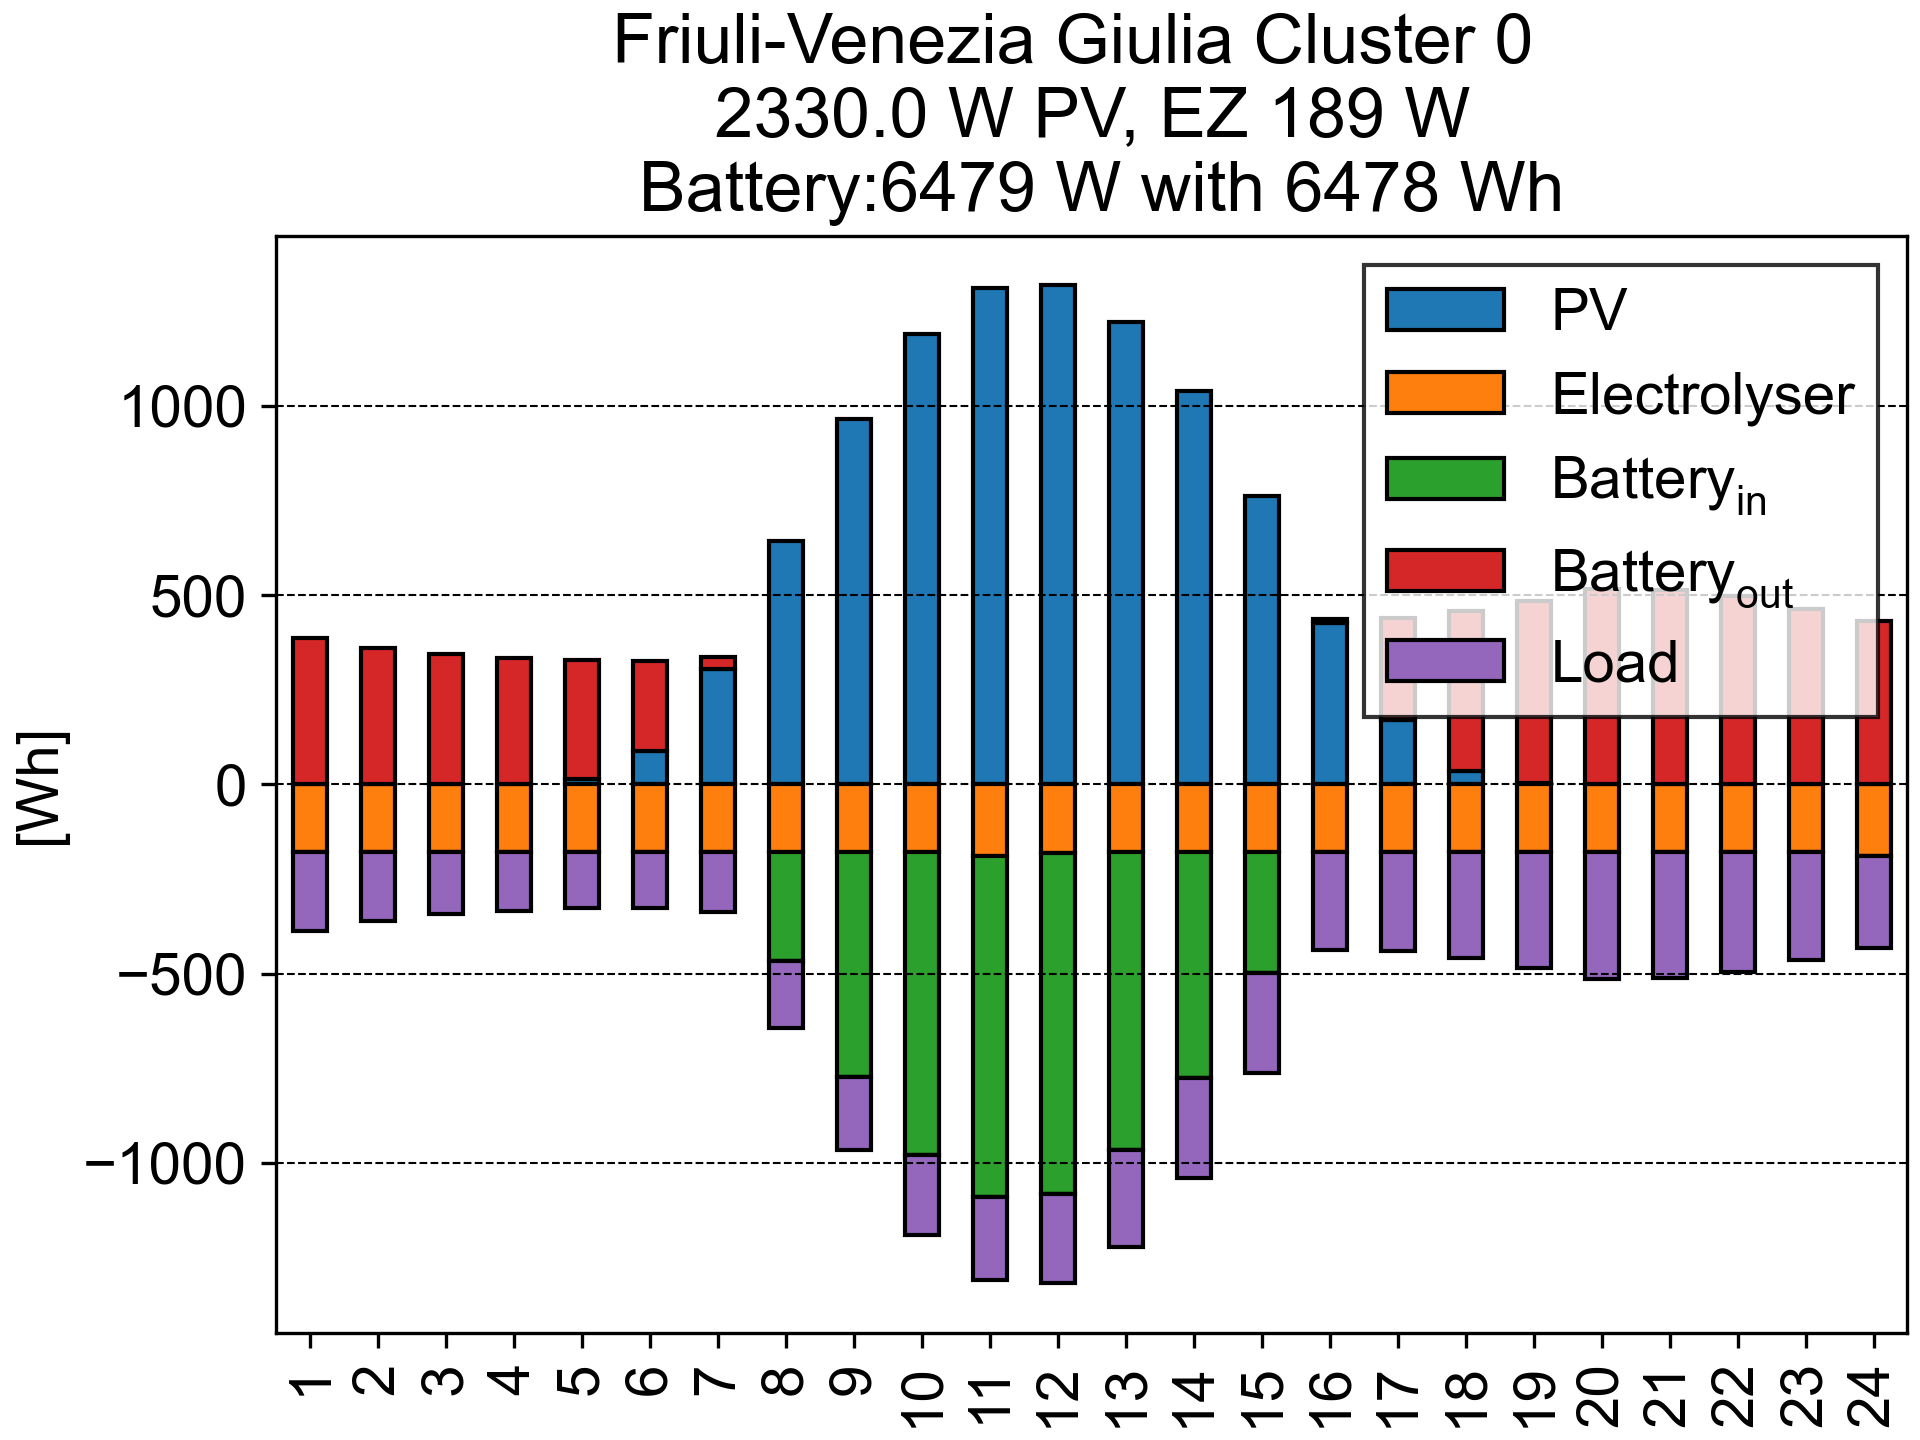 Friuli-Venezia Giulia Cluster 0
2330.0 W PV, EZ 189 W
Battery:6479 W with 6478 Wh
PV
Electrolyser
Battery_in
Battery_out
Load
[Wh]
1000
500
0
−500
−1000
1 2 3 4 5 6 7 8 9 10 11 12 13 14 15 16 17 18 19 20 21 22 23 24